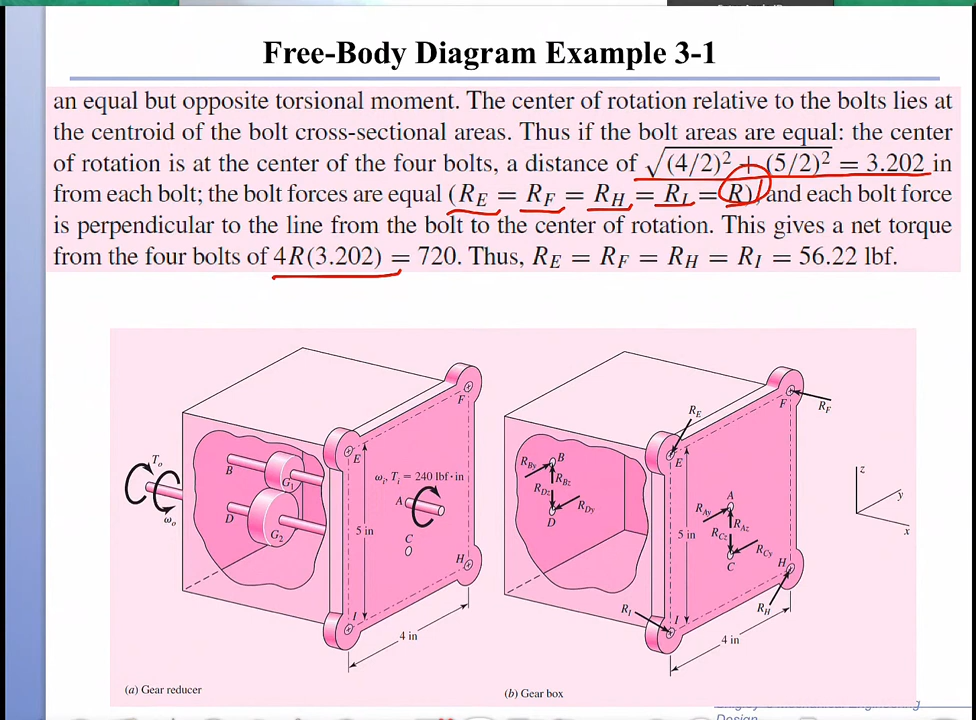 Free-Body Diagram Example 3-1
an equal but opposite torsional moment. The center of rotation relative to the bolts lies at
the centroid of the bolt cross-sectional areas. Thus if the bolt areas are equal: the center
of rotation is at the center of the four bolts, a distance of √(4/2)² + (5/2)² = 3.202 in
from each bolt; the bolt forces are equal (R_E = R_F = R_H = R_I = R), and each bolt force
is perpendicular to the line from the bolt to the center of rotation. This gives a net torque
from the four bolts of 4R(3.202) = 720. Thus, R_E = R_F = R_H = R_I = 56.22 lbf.
T_o
ω_o
B
D
G_1
G_2
E
F
ω_i, T_i = 240 lbf·in
A
C
5 in
H
I
4 in
(a) Gear reducer
R_E
F
R_F
E
B
R_By
R_Bz
R_Dz
R_Dy
D
A
R_Ay
R_Az
5 in
R_Cz
R_Cy
C
H
R_I
I
R_H
4 in
(b) Gear box
z
y
x
Design